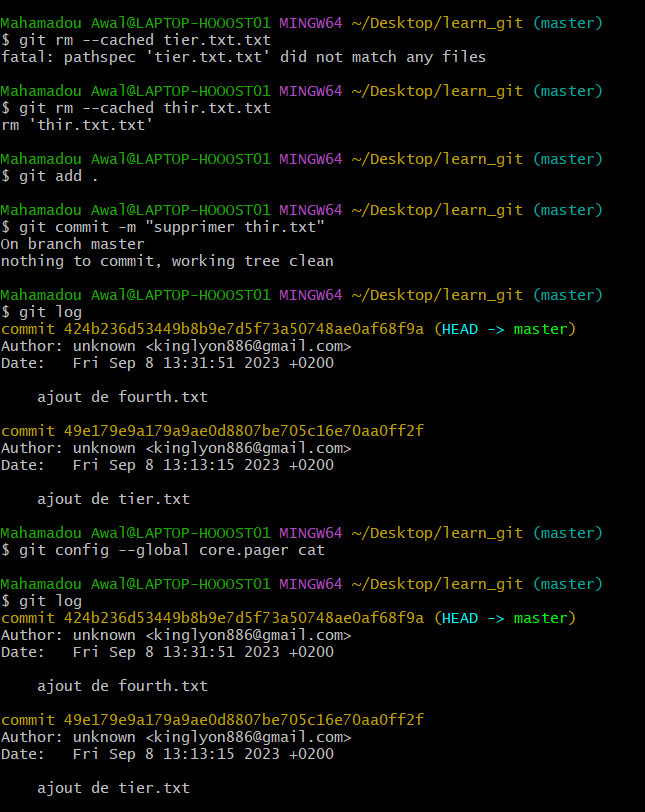 Mahamadou Awal@LAPTOP-HOOOST01 MINGW64 ~/Desktop/learn_git (master)
$ git rm --cached tier.txt.txt
fatal: pathspec 'tier.txt.txt' did not match any files
Mahamadou Awal@LAPTOP-HOOOST01 MINGW64 ~/Desktop/learn_git (master)
$ git rm --cached thir.txt.txt
rm 'thir.txt.txt'
Mahamadou Awal@LAPTOP-HOOOST01 MINGW64 ~/Desktop/learn_git (master)
$ git add .
Mahamadou Awal@LAPTOP-HOOOST01 MINGW64 ~/Desktop/learn_git (master)
$ git commit -m "supprimer thir.txt"
On branch master
nothing to commit, working tree clean
Mahamadou Awal@LAPTOP-HOOOST01 MINGW64 ~/Desktop/learn_git (master)
$ git log
commit 424b236d53449b8b9e7d5f73a50748ae0af68f9a (HEAD -> master)
Author: unknown <kinglyon886@gmail.com>
Date:   Fri Sep 8 13:31:51 2023 +0200
    ajout de fourth.txt
commit 49e179e9a179a9ae0d8807be705c16e70aa0ff2f
Author: unknown <kinglyon886@gmail.com>
Date:   Fri Sep 8 13:13:15 2023 +0200
    ajout de tier.txt
Mahamadou Awal@LAPTOP-HOOOST01 MINGW64 ~/Desktop/learn_git (master)
$ git config --global core.pager cat
Mahamadou Awal@LAPTOP-HOOOST01 MINGW64 ~/Desktop/learn_git (master)
$ git log
commit 424b236d53449b8b9e7d5f73a50748ae0af68f9a (HEAD -> master)
Author: unknown <kinglyon886@gmail.com>
Date:   Fri Sep 8 13:31:51 2023 +0200
    ajout de fourth.txt
commit 49e179e9a179a9ae0d8807be705c16e70aa0ff2f
Author: unknown <kinglyon886@gmail.com>
Date:   Fri Sep 8 13:13:15 2023 +0200
    ajout de tier.txt